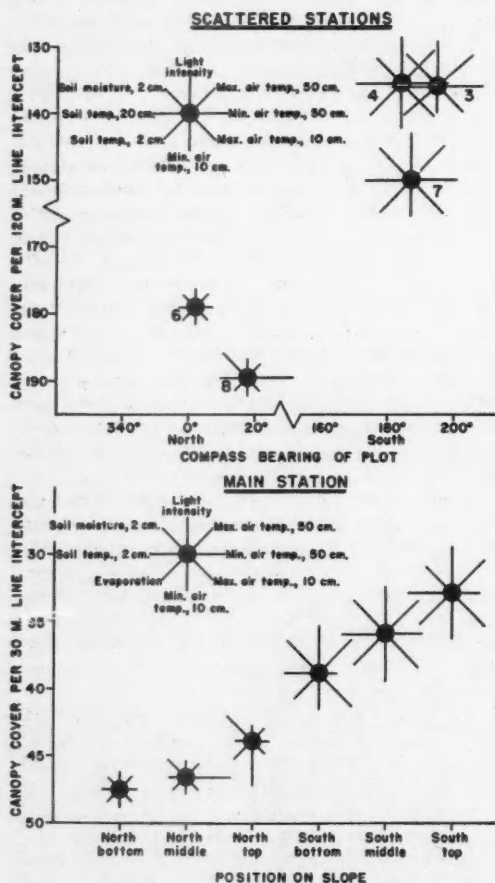 SCATTERED STATIONS
CANOPY COVER PER 120 M. LINE INTERCEPT
130
140
150
170
180
190
Light
intensity
Soil moisture, 2 cm.
Max. air temp., 50 cm.
Soil temp., 20 cm.
Min. air temp., 50 cm.
Soil temp., 2 cm.
Max. air temp., 10 cm.
Min. air
temp., 10 cm.
4
3
7
6
8
340° 0° 20° 160° 180° 200°
North South
COMPASS BEARING OF PLOT
MAIN STATION
CANOPY COVER PER 30 M. LINE INTERCEPT
30
35
40
45
50
Light
intensity
Soil moisture, 2 cm.
Max. air temp., 50 cm.
Soil temp., 2 cm.
Min. air temp., 50 cm.
Evaporation
Max. air temp., 10 cm.
Min. air
temp., 10 cm.
North North North South South South
bottom middle top bottom middle top
POSITION ON SLOPE